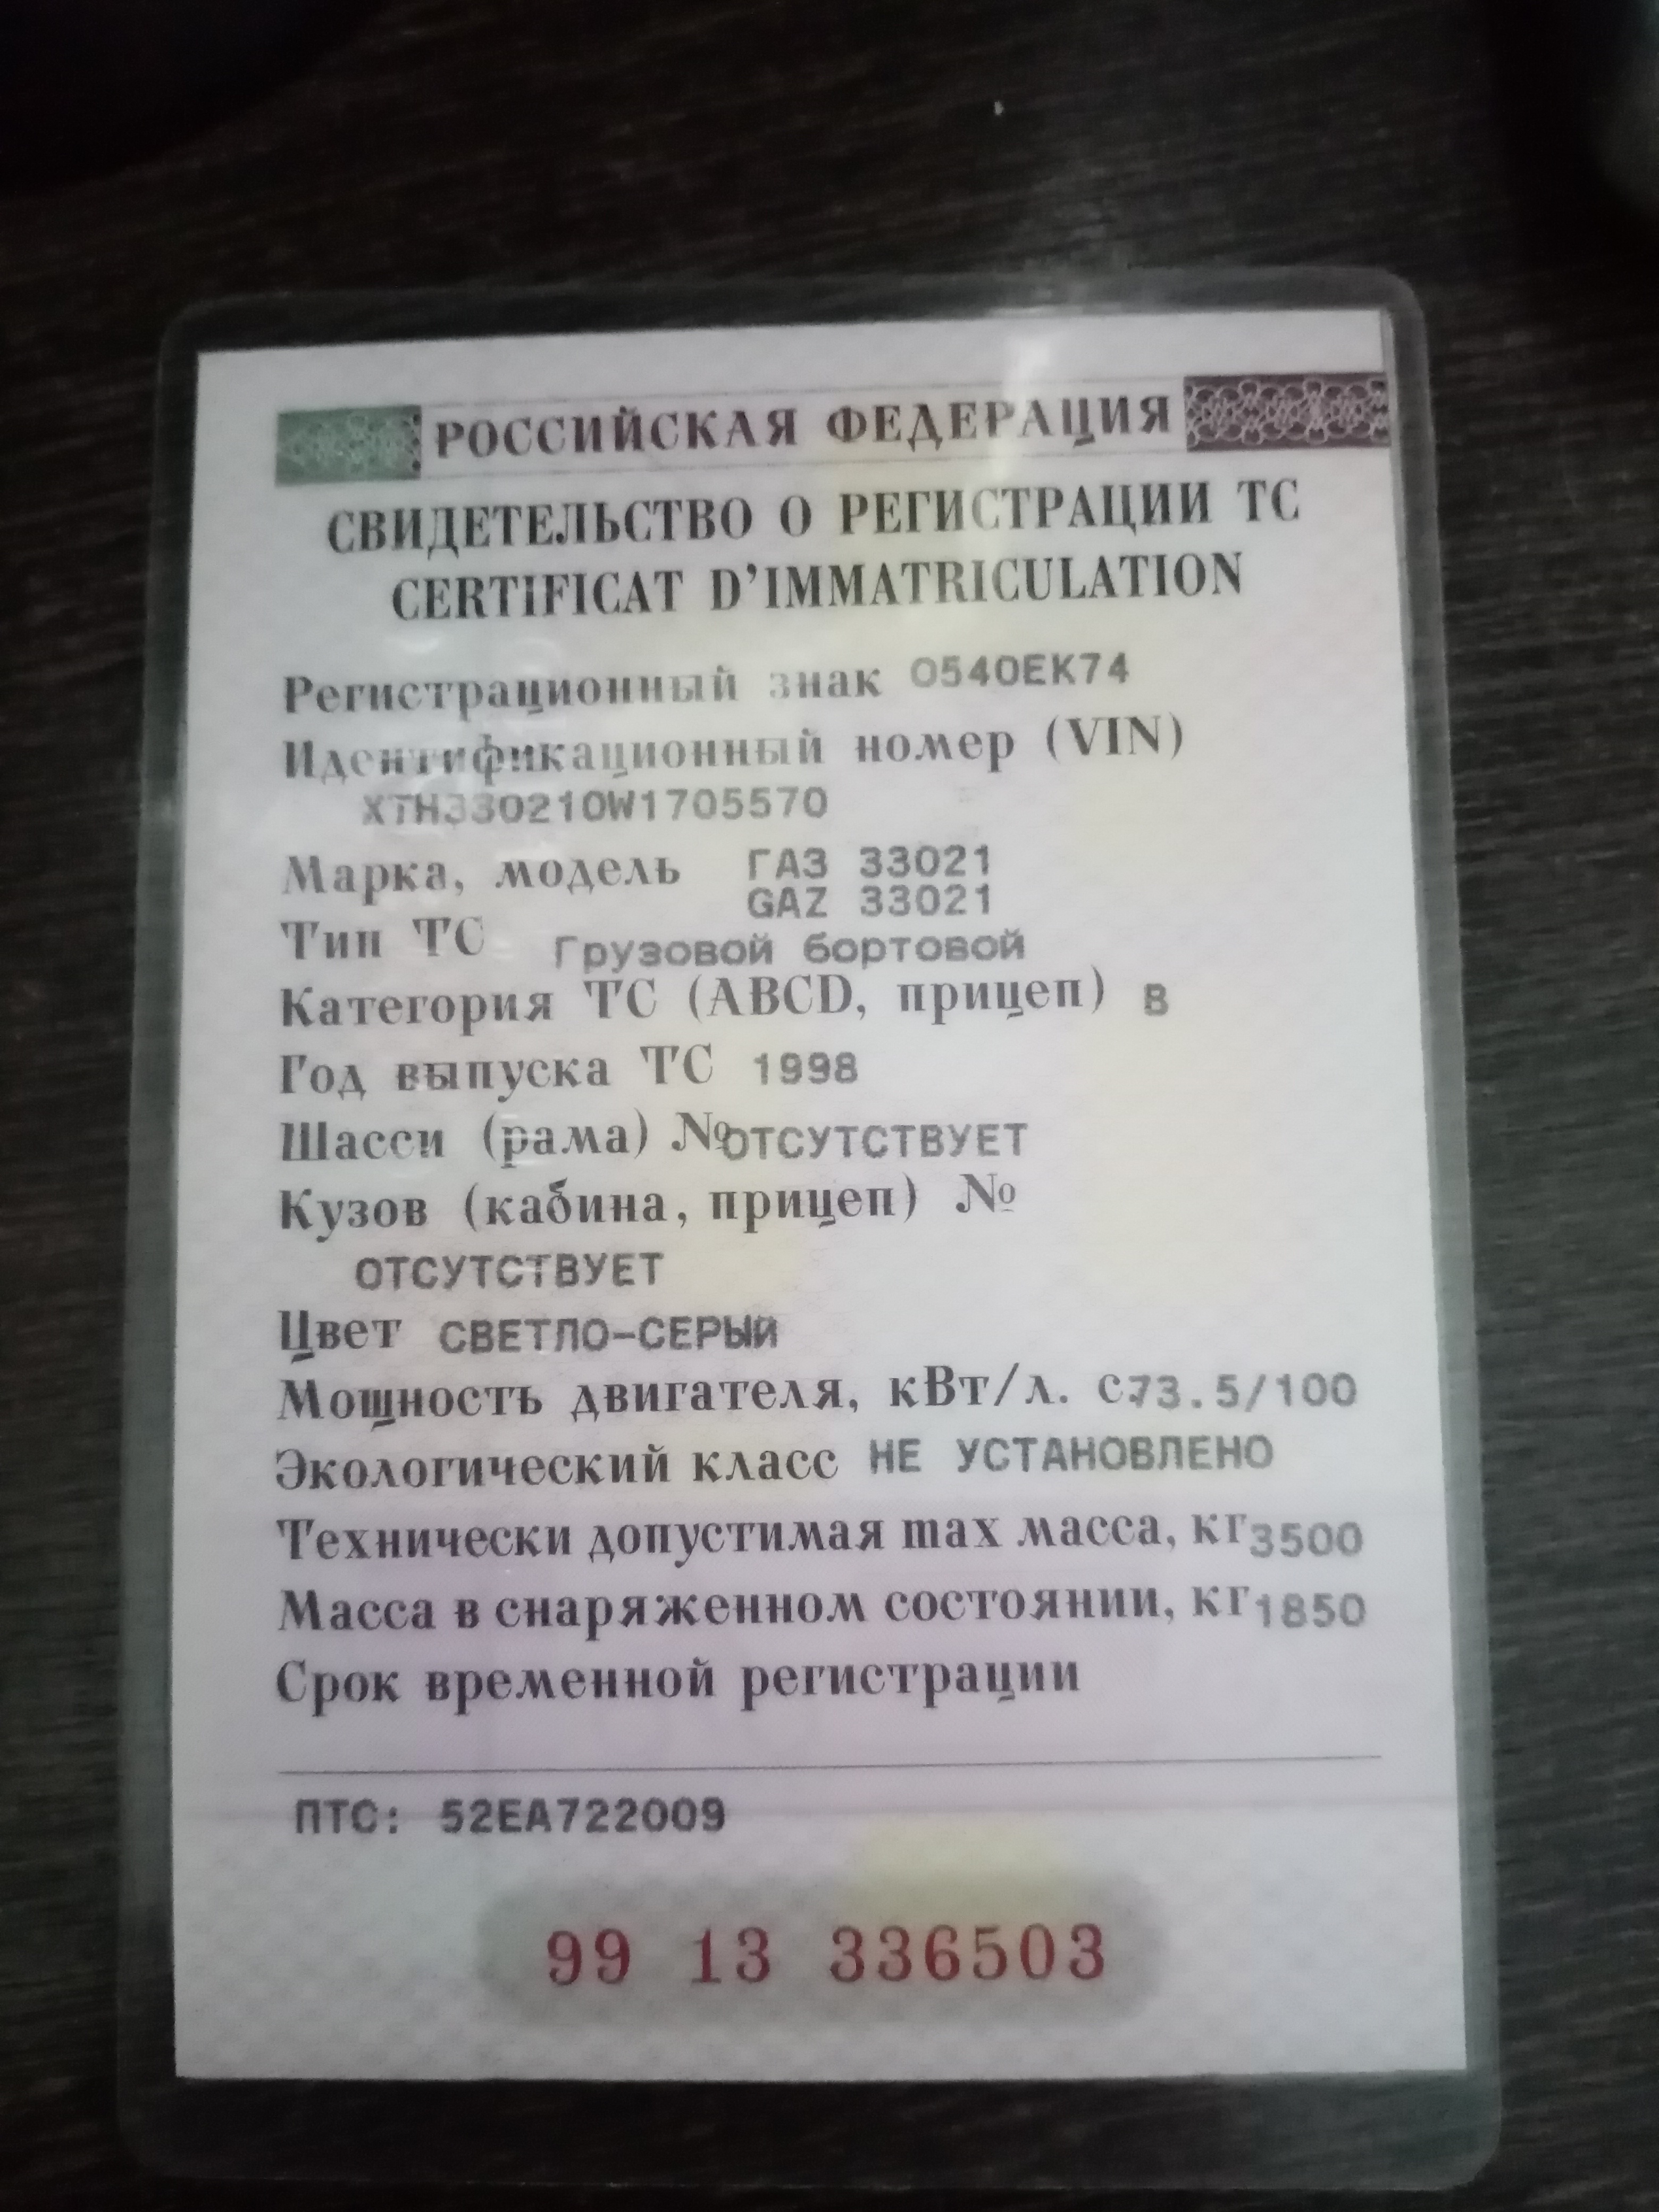 РОССИЙСКАЯ ФЕДЕРАЦИЯ
СВИДЕТЕЛЬСТВО О РЕГИСТРАЦИИ ТС
CERTIFICAT D'IMMATRICULATION
Регистрационный знак О540ЕК74
Идентификационный номер (VIN)
XTH330210W1705570
Марка, модель ГАЗ 33021
GAZ 33021
Тип ТС Грузовой бортовой
Категория ТС (ABCD, прицеп) В
Год выпуска ТС 1998
Шасси (рама) № ОТСУТСТВУЕТ
Кузов (кабина, прицеп) №
ОТСУТСТВУЕТ
Цвет СВЕТЛО-СЕРЫЙ
Мощность двигателя, кВт/л. с. 73.5/100
Экологический класс НЕ УСТАНОВЛЕНО
Технически допустимая max масса, кг 3500
Масса в снаряженном состоянии, кг 1850
Срок временной регистрации
ПТС: 52ЕА722009
99 13 336503